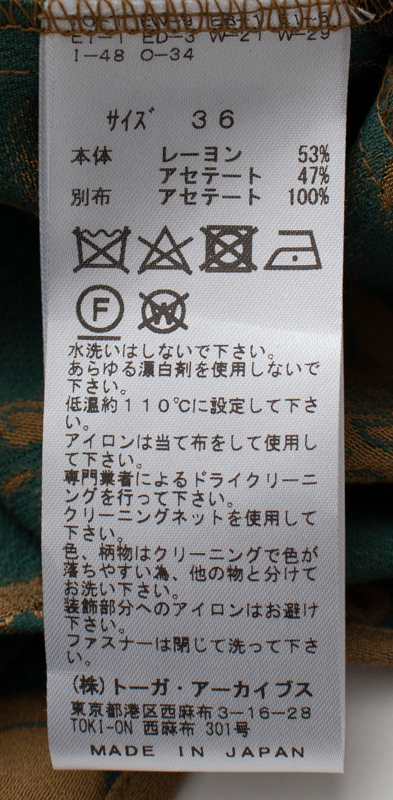 ET-1 ED-3 W-21 W-29
I-48 O-34
サイズ 36
本体 レーヨン 53%
アセテート 47%
別布 アセテート 100%
F
W
水洗いはしないで下さい。
あらゆる漂白剤を使用しないで
下さい。
低温約110℃に設定して下さ
い。
アイロンは当て布をして使用し
て下さい。
専門業者によるドライクリーニ
ングを行って下さい。
クリーニングネットを使用して
下さい。
色、柄物はクリーニングで色が
落ちやすい為、他の物と分けて
お洗い下さい。
装飾部分へのアイロンはお避け
下さい。
ファスナーは閉じて洗って下さ
い。
(株)トーガ・アーカイブス
東京都港区西麻布3-16-28
TOKI-ON 西麻布 301号
MADE IN JAPAN